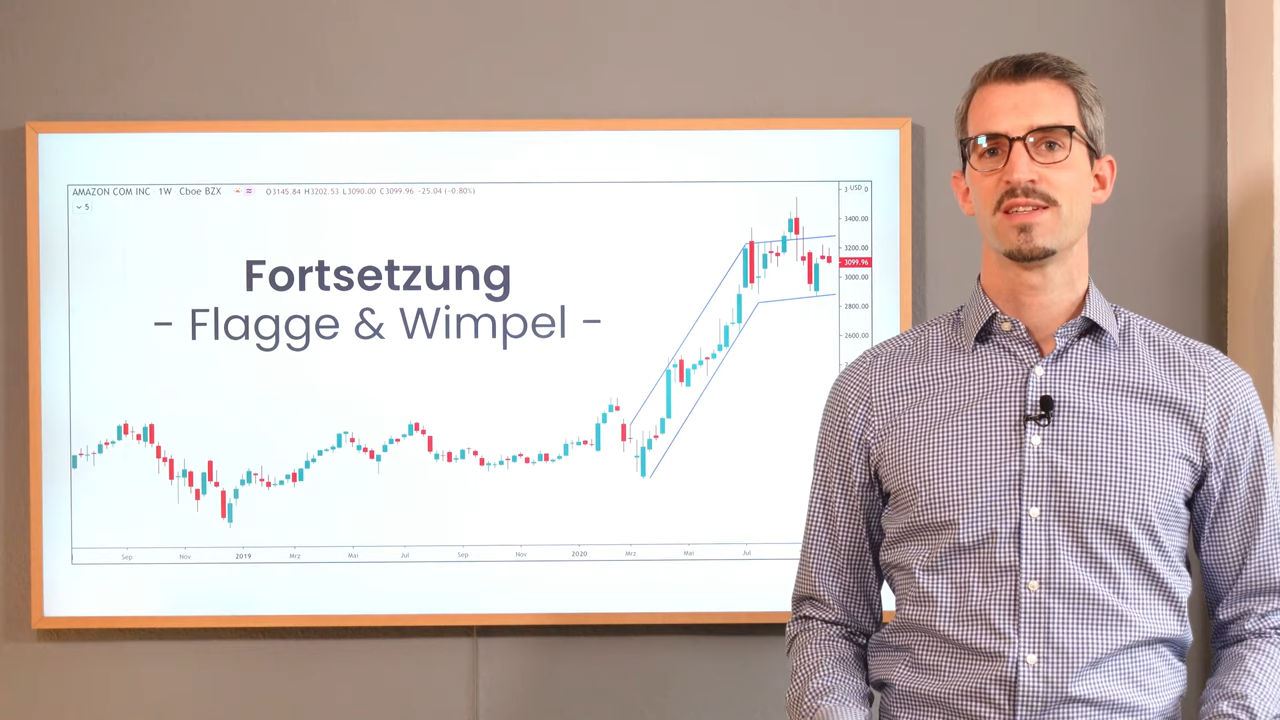 AMAZON COM INC 1W Cboe BZX O3145.84 H3202.53 L3090.00 C3099.96 -25.04 (-0.80%)
USD
5
Fortsetzung
- Flagge & Wimpel -
3400.00
3200.00
3099.96
3000.00
2800.00
2600.00
Sep Nov 2019 Mrz Mai Jul Sep Nov 2020 Mrz Mai Jul